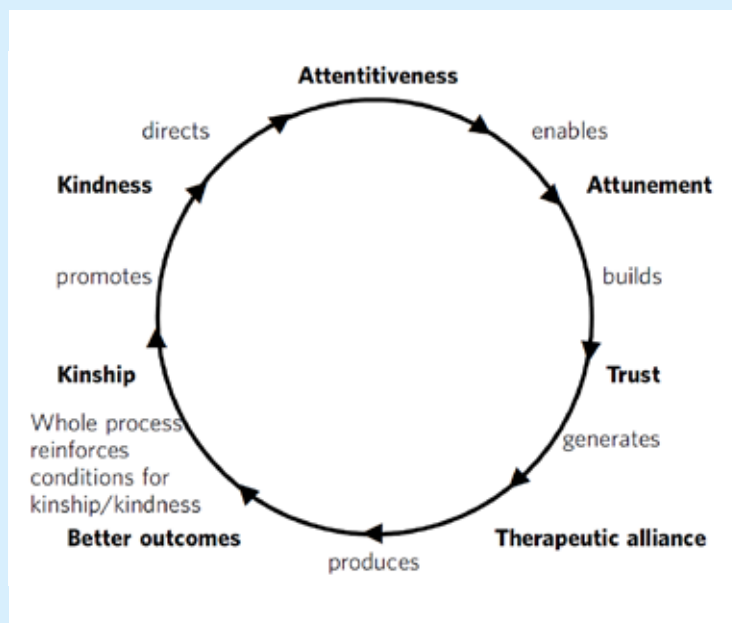 Attentitiveness
directs
enables
Kindness
Attunement
promotes
builds
Kinship
Trust
Whole process
reinforces
conditions for
kinship/kindness
generates
Better outcomes
Therapeutic alliance
produces